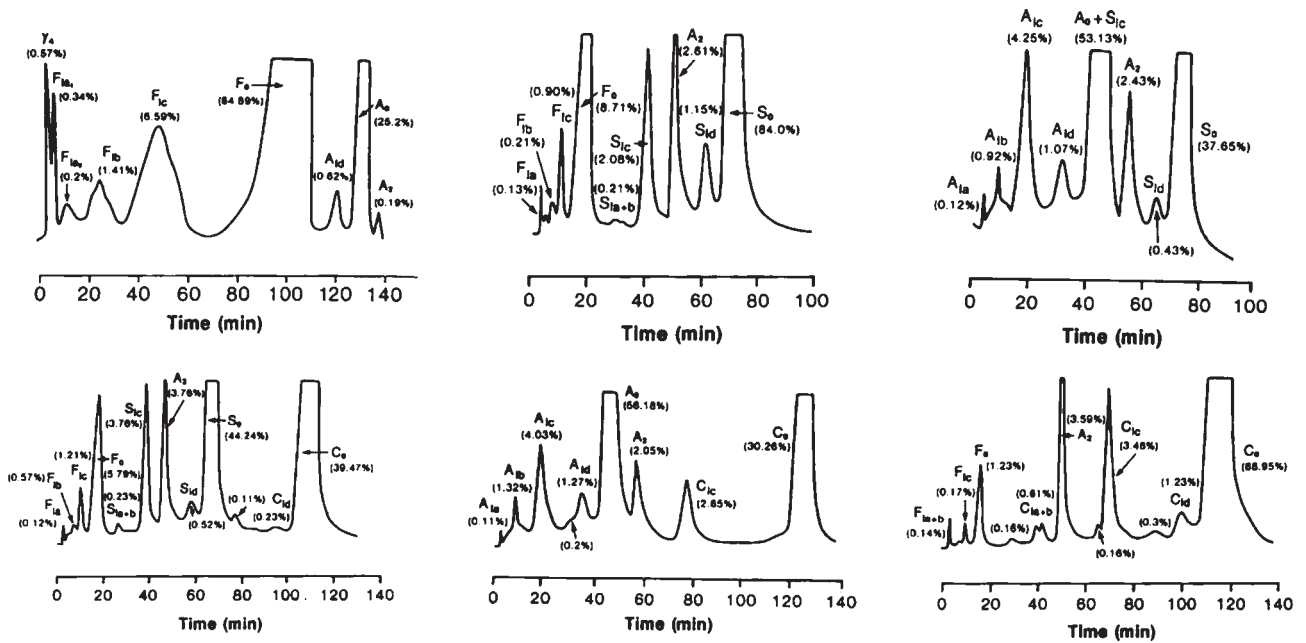 γ4
(0.57%)
FIa1
(0.34%)
FIa2
(0.2%)
FIb
(1.41%)
FIc
(6.59%)
F0
(64.89%)
AId
(0.62%)
A0
(25.2%)
A2
(0.19%)
0 20 40 60 80 100 120 140
Time (min)
FIa
(0.13%)
FIb
(0.21%)
(0.90%)
FIc
F0
(8.71%)
SIc
(2.08%)
(0.21%)
SIa+b
A2
(2.61%)
(1.15%)
SId
S0
(84.0%)
0 20 40 60 80 100
Time (min)
AIa
(0.12%)
AIb
(0.92%)
AIc
(4.25%)
AId
(1.07%)
A0 + SIc
(53.13%)
A2
(2.43%)
SId
(0.43%)
S0
(37.65%)
0 20 40 60 80 100
Time (min)
FIa
(0.12%)
(0.57%)
FIb
(1.21%)
FIc
F0
(5.79%)
(0.23%)
SIa+b
SIc
(3.76%)
A2
(3.76%)
SId
(0.52%)
S0
(44.24%)
(0.11%)
CId
(0.23%)
C0
(39.47%)
0 20 40 60 80 100 120 140
Time (min)
AIa
(0.11%)
AIb
(1.32%)
AIc
(4.03%)
AId
(1.27%)
(0.2%)
A0
(56.18%)
A2
(2.05%)
CIc
(2.65%)
C0
(30.26%)
0 20 40 60 80 100 120 140
Time (min)
FIa+b
(0.14%)
FIc
(0.17%)
F0
(1.23%)
(0.16%)
(0.61%)
CIa+b
(3.59%)
A2
(0.16%)
CIc
(3.46%)
(0.3%)
(1.23%)
CId
C0
(88.95%)
0 20 40 60 80 100 120 140
Time (min)